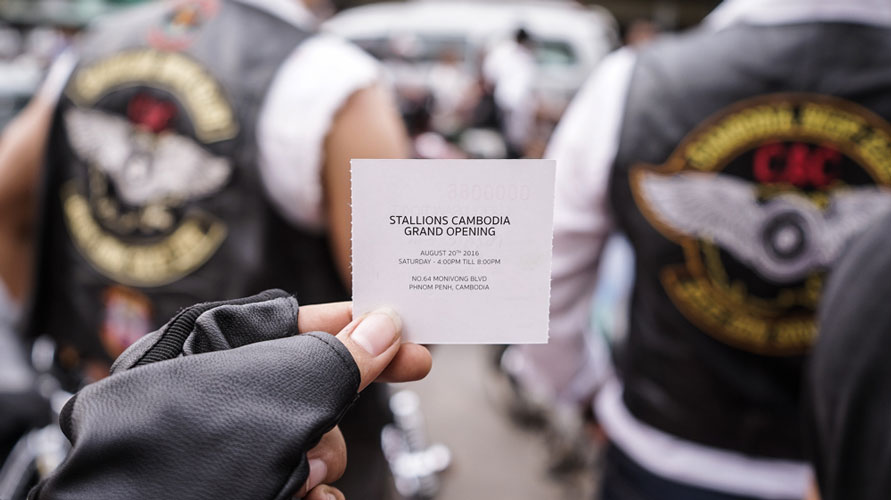 STALLIONS CAMBODIA
GRAND OPENING
AUGUST 20TH 2016
SATURDAY - 4:00PM TILL 8:00PM
NO.64 MONIVONG BLVD
PHNOM PENH, CAMBODIA
CAC